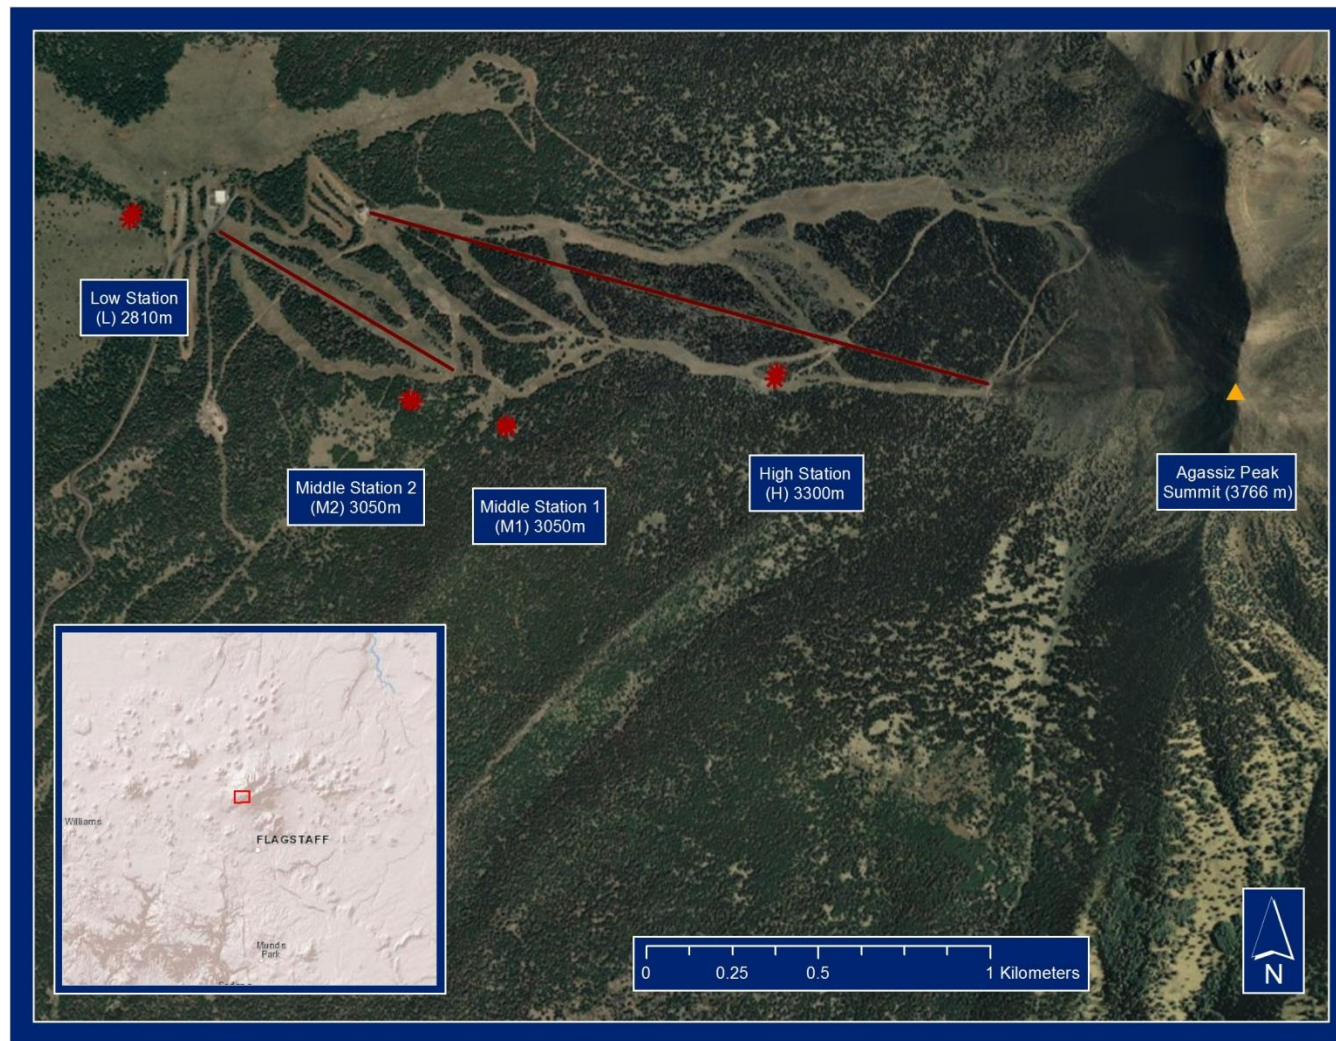 Low Station
(L) 2810m
Middle Station 2
(M2) 3050m
Middle Station 1
(M1) 3050m
High Station
(H) 3300m
Agassiz Peak
Summit (3766 m)
Williams
FLAGSTAFF
Munds
Park
0 0.25 0.5 1 Kilometers
N